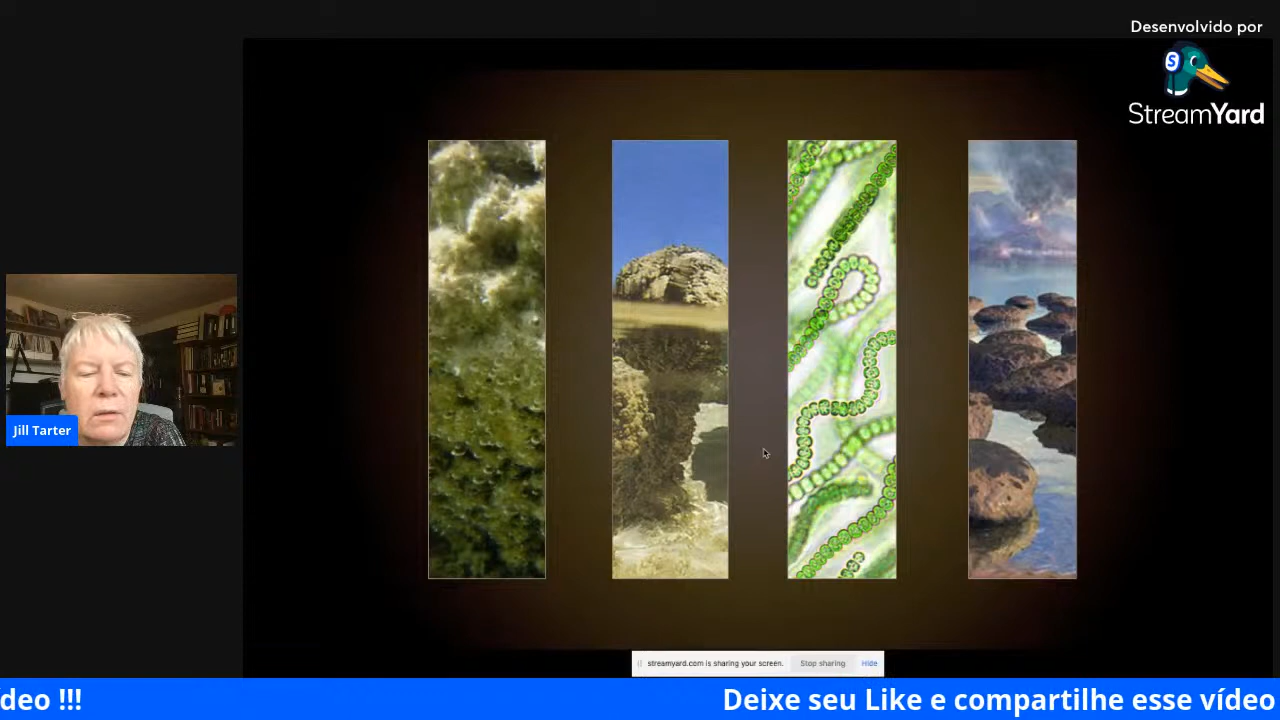 Desenvolvido por
S
StreamYard
Jill Tarter
streamyard.com is sharing your screen. Stop sharing Hide
deo !!! Deixe seu Like e compartilhe esse vídeo